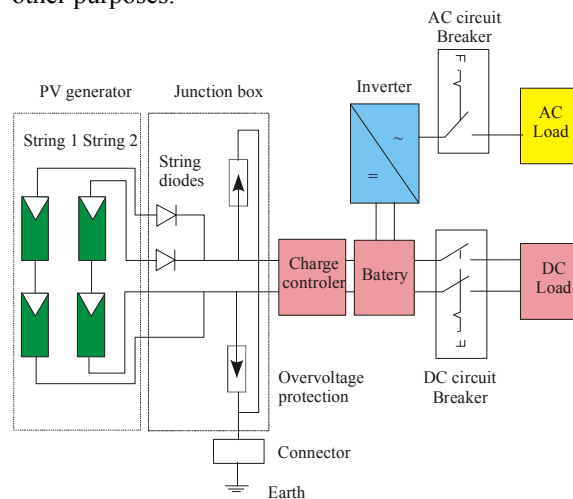 other purposes.
AC circuit
Breaker
PV generator
Junction box
Inverter
String 1 String 2
String
diodes
~
=
AC
Load
Charge
controler
Batery
DC
Load
Overvoltage
protection
DC circuit
Breaker
Connector
Earth